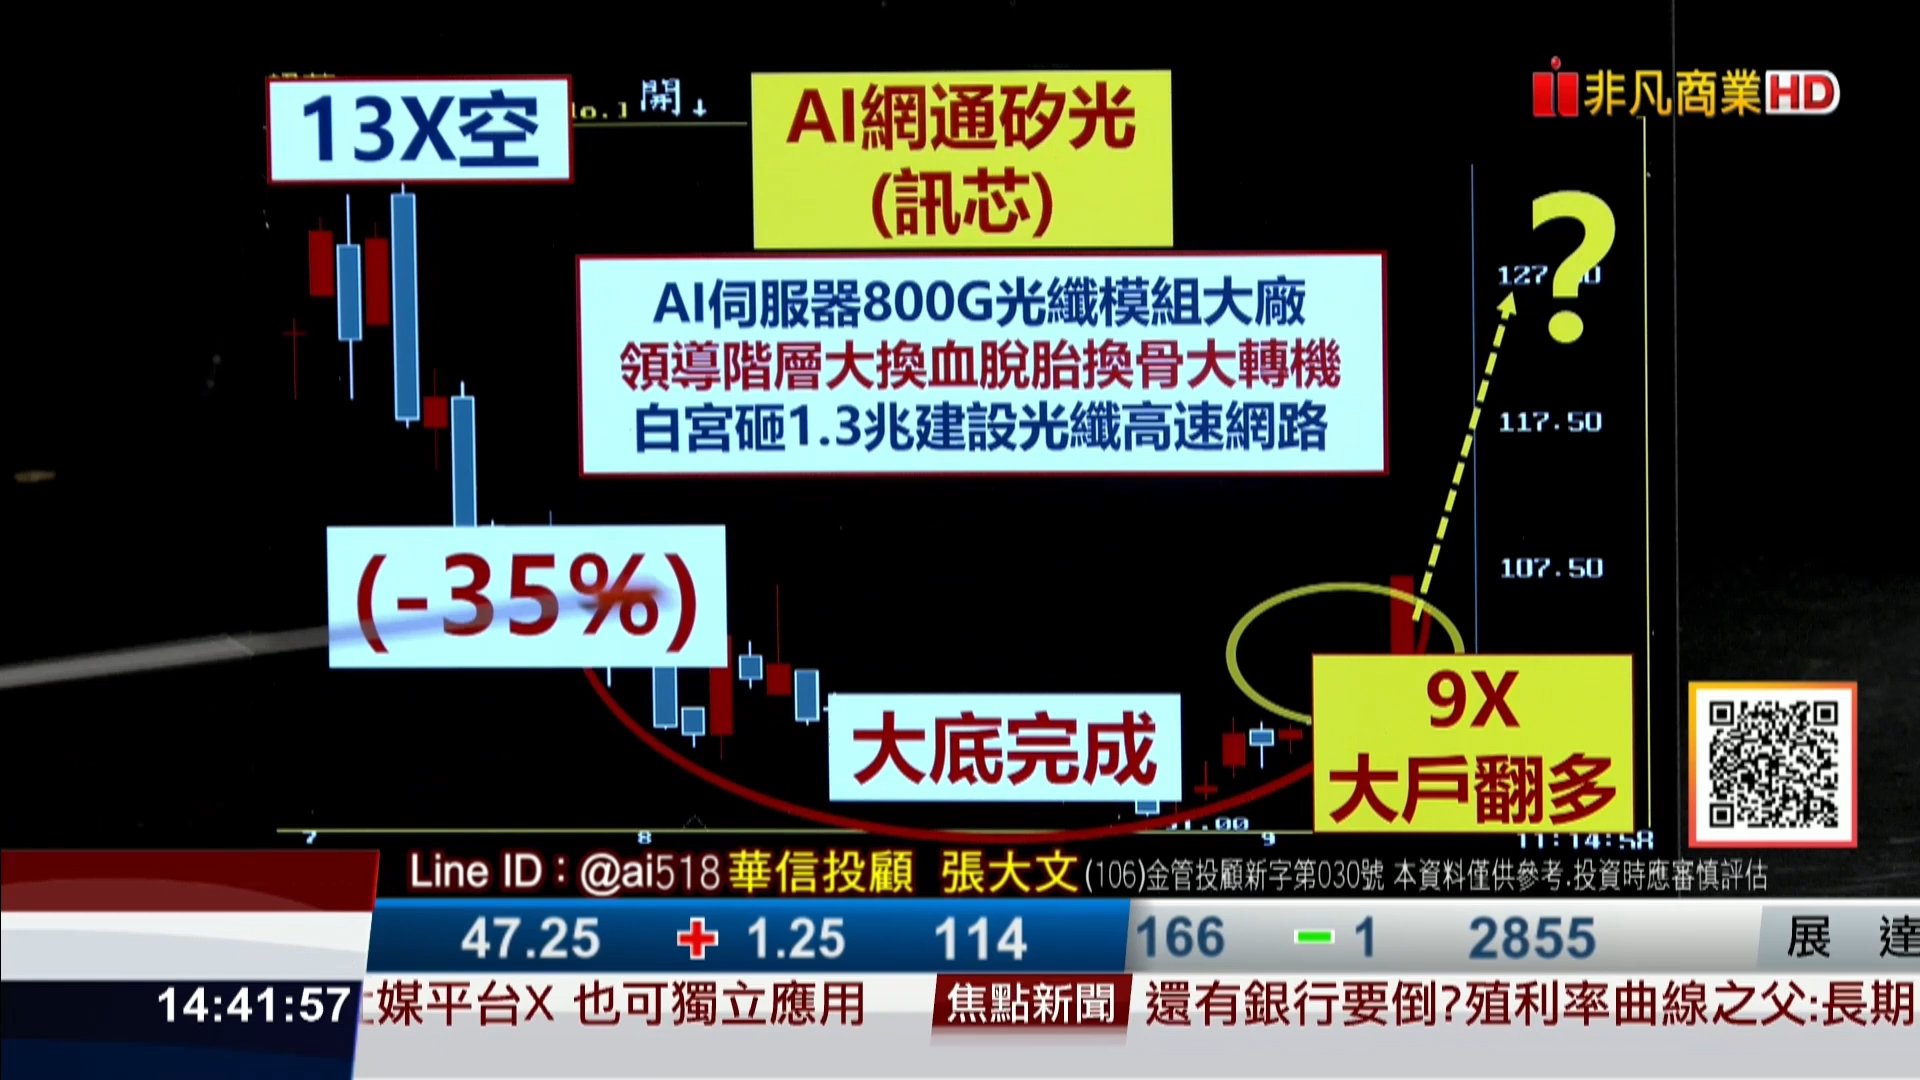 13X空
開↓
AI網通矽光
(訊芯)
非凡商業HD
AI伺服器800G光纖模組大廠
領導階層大換血脫胎換骨大轉機
白宮砸1.3兆建設光纖高速網路
?
117.50
107.50
(-35%)
大底完成
9X
大戶翻多
7
8
9
11:14:58
Line ID：@ai518華信投顧 張大文(106)金管投顧新字第030號 本資料僅供參考.投資時應審慎評估
47.25 + 1.25 114 166 - 1 2855 展達
14:41:57
媒平台X 也可獨立應用 焦點新聞 還有銀行要倒?殖利率曲線之父:長期